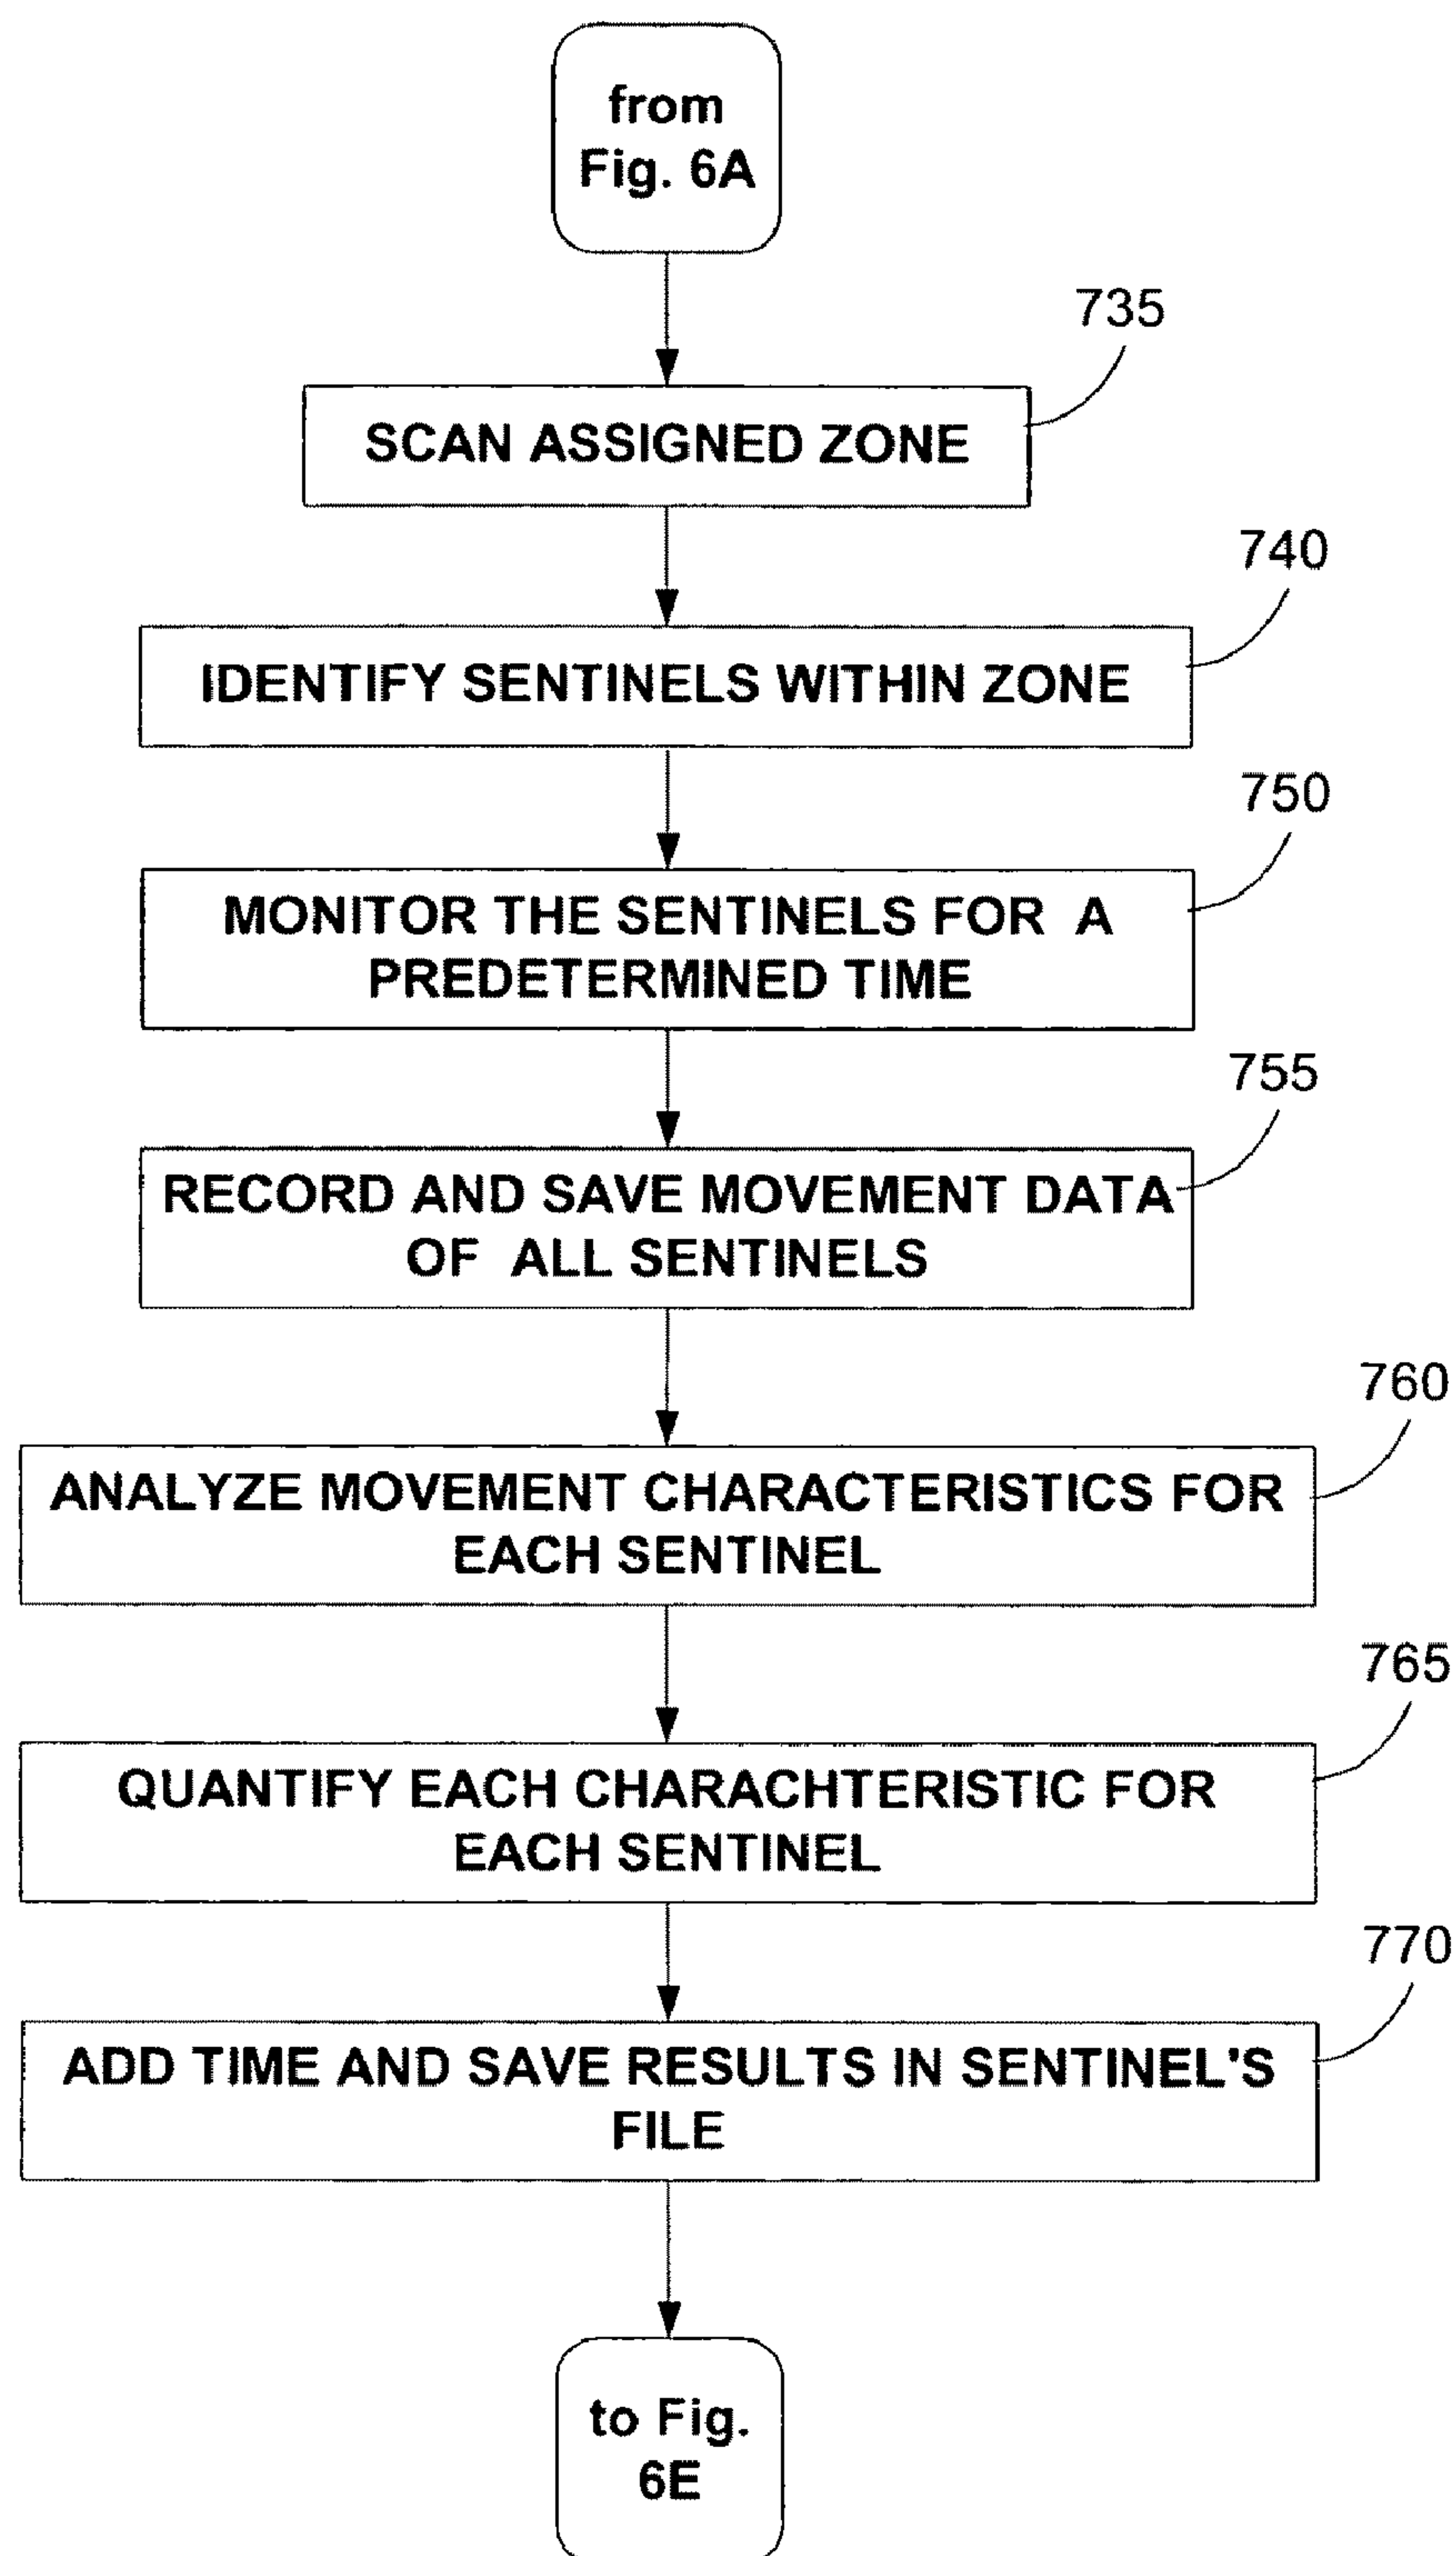 from
Fig. 6A
735
SCAN ASSIGNED ZONE
740
IDENTIFY SENTINELS WITHIN ZONE
750
MONITOR THE SENTINELS FOR A
PREDETERMINED TIME
755
RECORD AND SAVE MOVEMENT DATA
OF ALL SENTINELS
760
ANALYZE MOVEMENT CHARACTERISTICS FOR
EACH SENTINEL
765
QUANTIFY EACH CHARACHTERISTIC FOR
EACH SENTINEL
770
ADD TIME AND SAVE RESULTS IN SENTINEL'S
FILE
to Fig.
6E